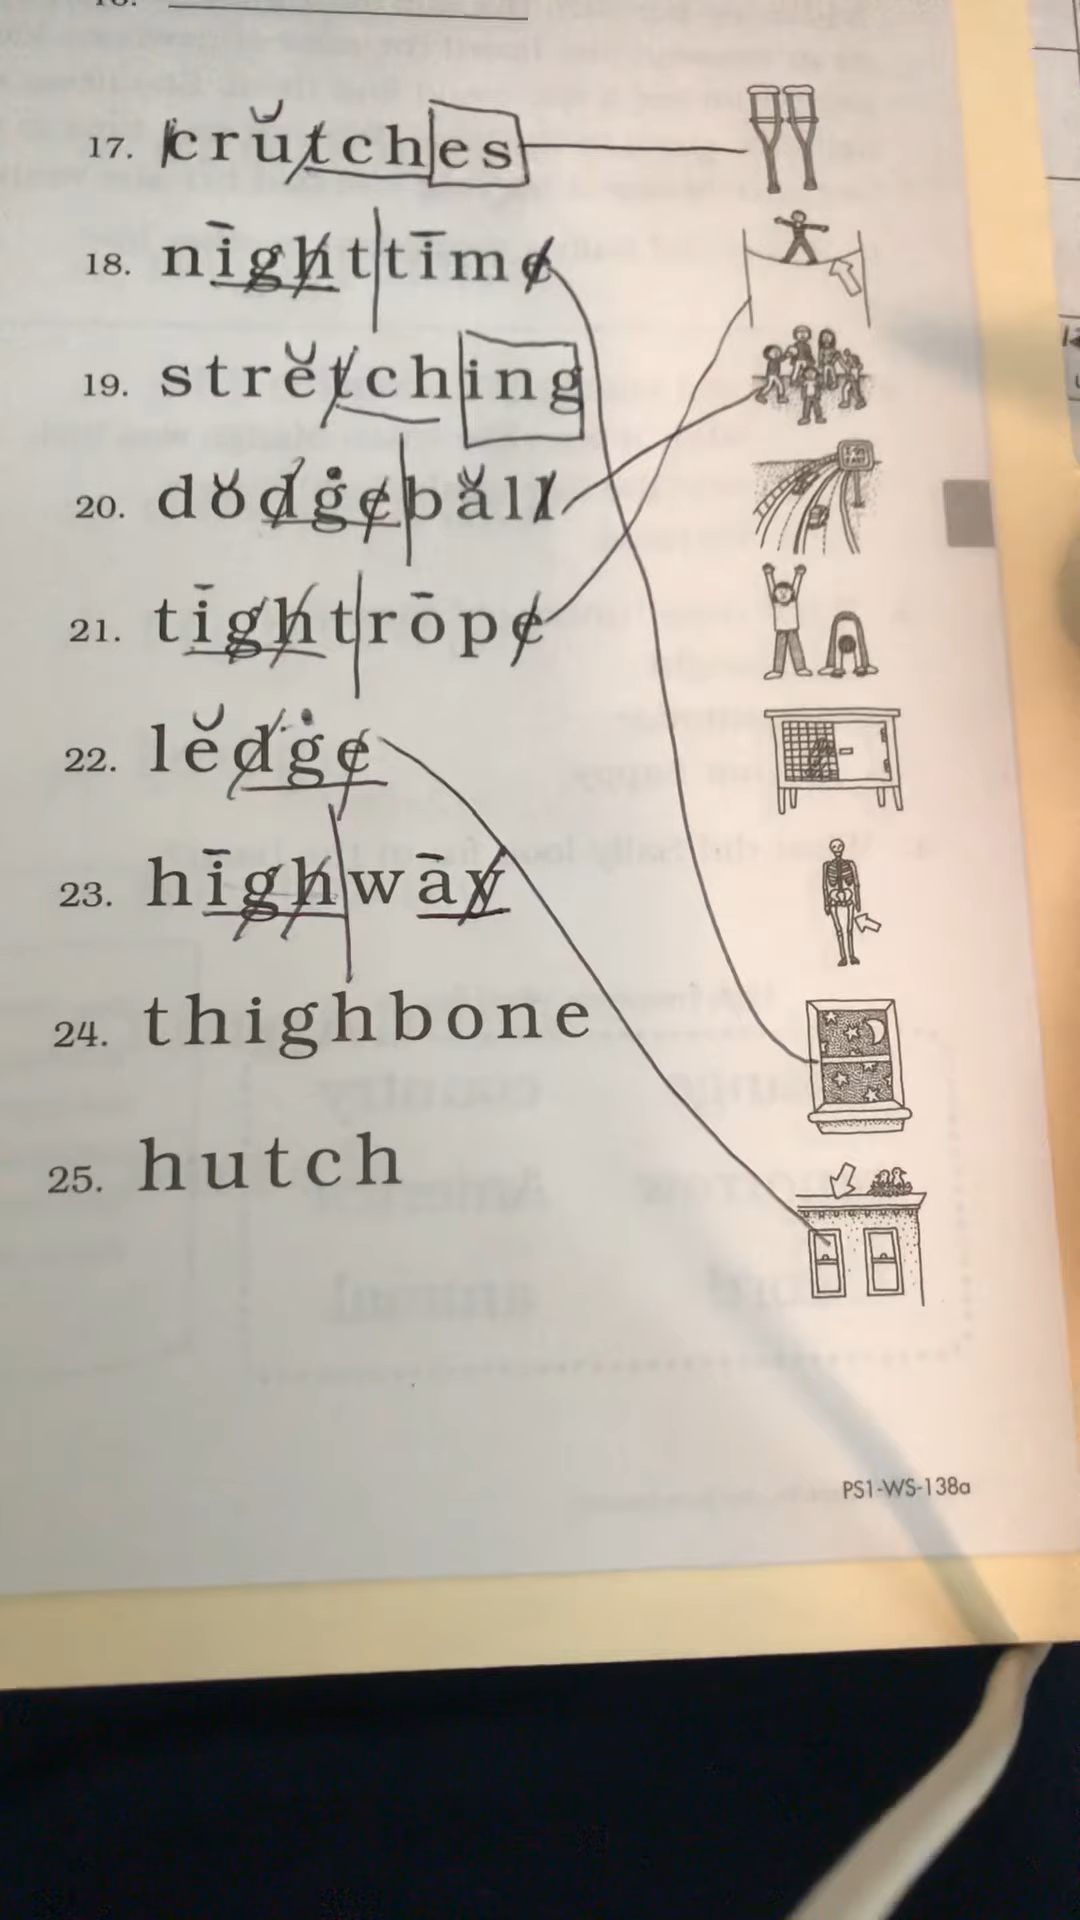 17. crutches
18. nighttime
19. stretching
20. dodgeball
21. tightrope
22. ledge
23. highway
24. thighbone
25. hutch
PS1-WS-138a